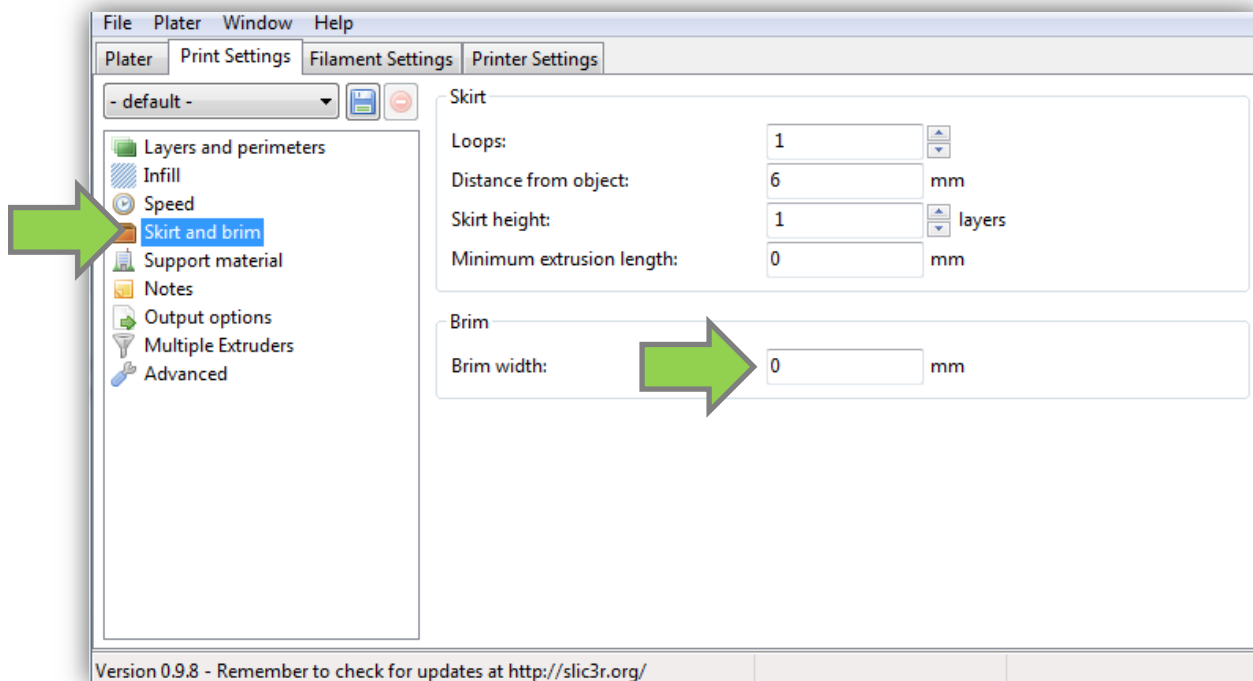 File Plater Window Help
Plater Print Settings Filament Settings Printer Settings
- default -
Layers and perimeters
Infill
Speed
Skirt and brim
Support material
Notes
Output options
Multiple Extruders
Advanced
Skirt
Loops: 1
Distance from object: 6 mm
Skirt height: 1 layers
Minimum extrusion length: 0 mm
Brim
Brim width: 0 mm
Version 0.9.8 - Remember to check for updates at http://slic3r.org/